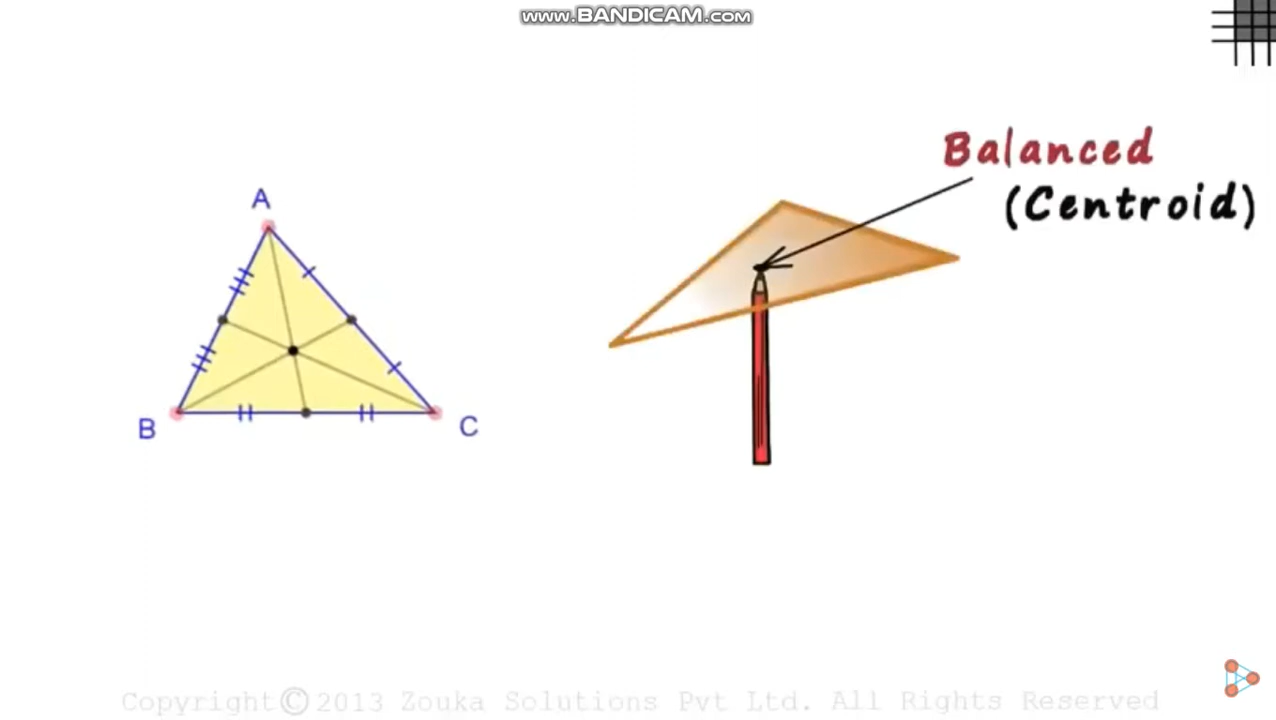 www.BANDICAM.com
Balanced
(Centroid)
A
B
C
Copyright© 2013 Zouka Solutions Pvt Ltd. All Rights Reserved